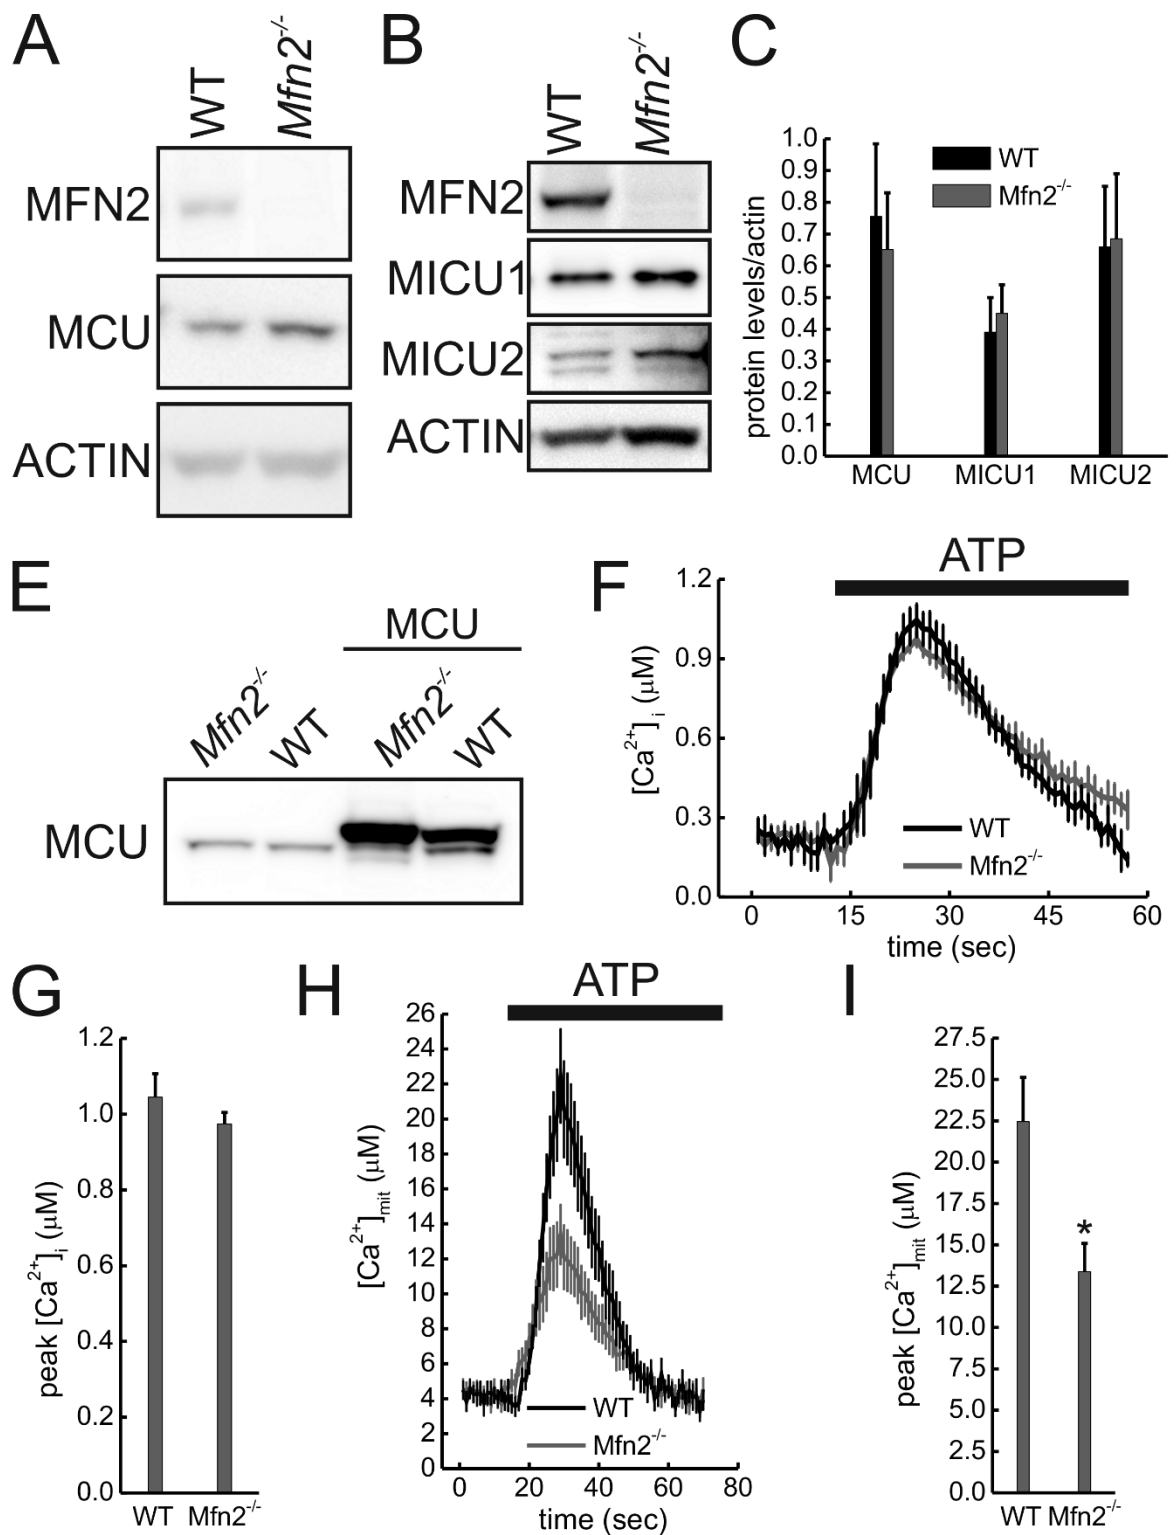 A
WT
Mfn2-/-
MFN2
MCU
ACTIN
B
WT
Mfn2-/-
MFN2
MICU1
MICU2
ACTIN
C
protein levels/actin
1.0
0.9
0.8
0.7
0.6
0.5
0.4
0.3
0.2
0.1
0.0
WT
Mfn2-/-
MCU MICU1 MICU2
E
MCU
Mfn2-/- WT Mfn2-/- WT
MCU
F
ATP
[Ca2+]i (μM)
1.2
0.9
0.6
0.3
0.0
WT
Mfn2-/-
0 15 30 45 60
time (sec)
G
peak [Ca2+]i (μM)
1.2
1.0
0.8
0.6
0.4
0.2
0.0
WT Mfn2-/-
H
ATP
[Ca2+]mit (μM)
26
24
22
20
18
16
14
12
10
8
6
4
2
0
WT
Mfn2-/-
0 20 40 60 80
time (sec)
I
peak [Ca2+]mit (μM)
27.5
25.0
22.5
20.0
17.5
15.0
12.5
10.0
7.5
5.0
2.5
0.0
*
WT Mfn2-/-